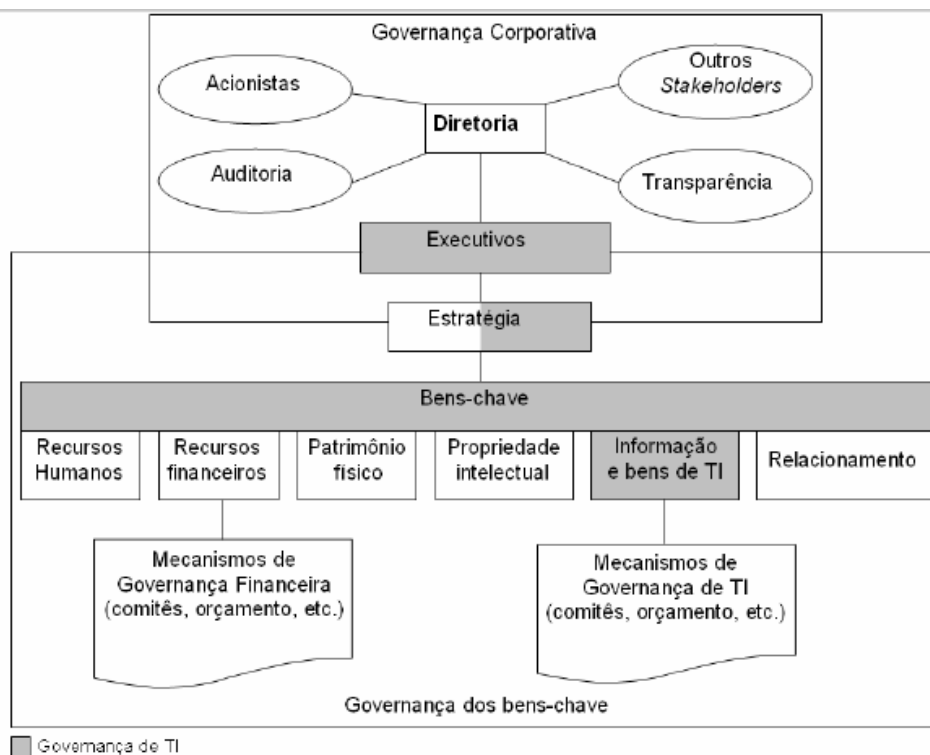 Governança Corporativa
Acionistas
Outros
Stakeholders
Diretoria
Auditoria
Transparência
Executivos
Estratégia
Bens-chave
Recursos
Humanos
Recursos
financeiros
Patrimônio
físico
Propriedade
intelectual
Informação
e bens de TI
Relacionamento
Mecanismos de
Governança Financeira
(comitês, orçamento, etc.)
Mecanismos de
Governança de TI
(comitês, orçamento, etc.)
Governança dos bens-chave
Governança de TI